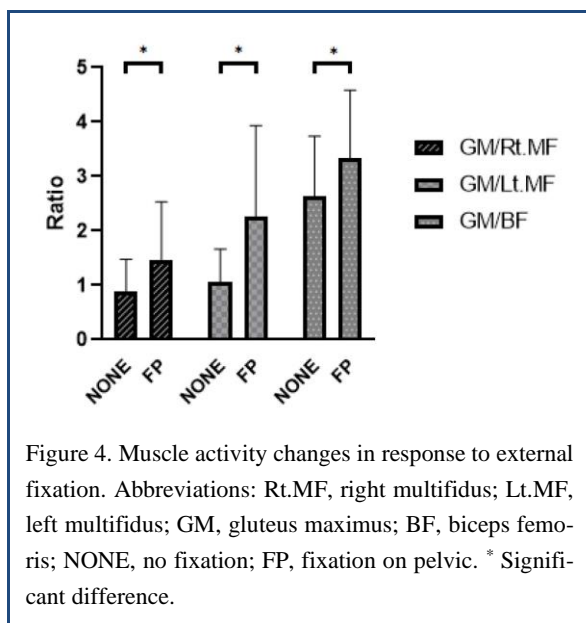 * * *
5
4
3
2
1
0
Ratio
NONE FP NONE FP NONE FP
GM/Rt.MF
GM/Lt.MF
GM/BF
Figure 4. Muscle activity changes in response to external
fixation. Abbreviations: Rt.MF, right multifidus; Lt.MF,
left multifidus; GM, gluteus maximus; BF, biceps femo-
ris; NONE, no fixation; FP, fixation on pelvic. * Signifi-
cant difference.